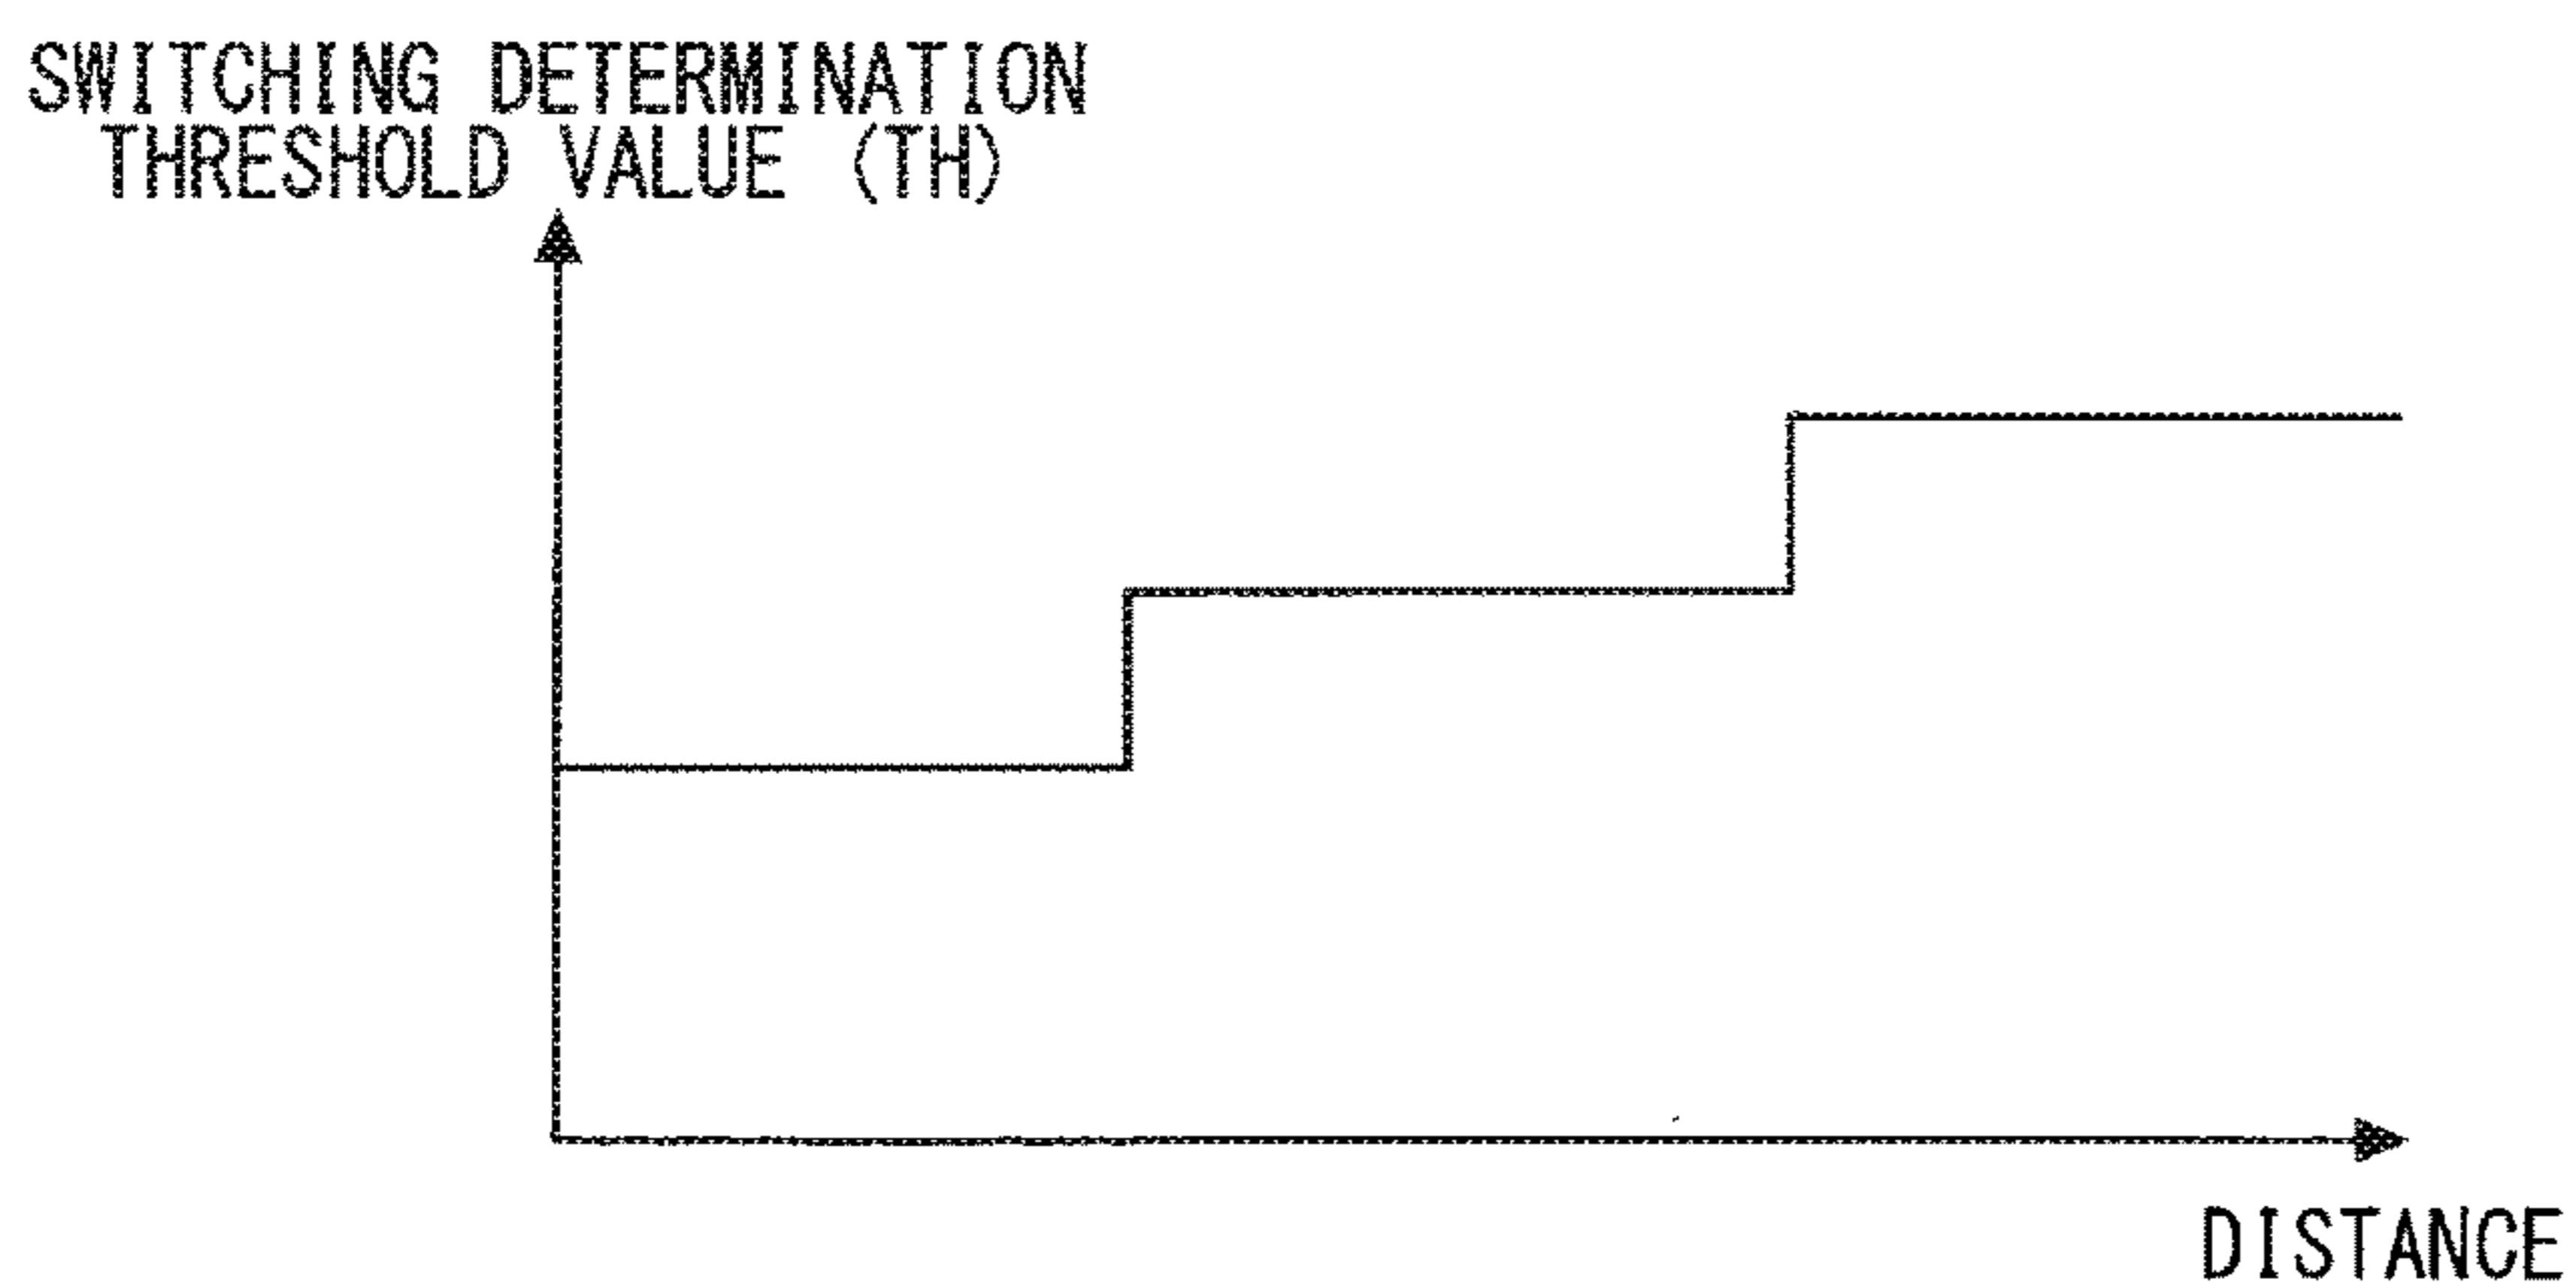 SWITCHING DETERMINATION
THRESHOLD VALUE (TH)
DISTANCE